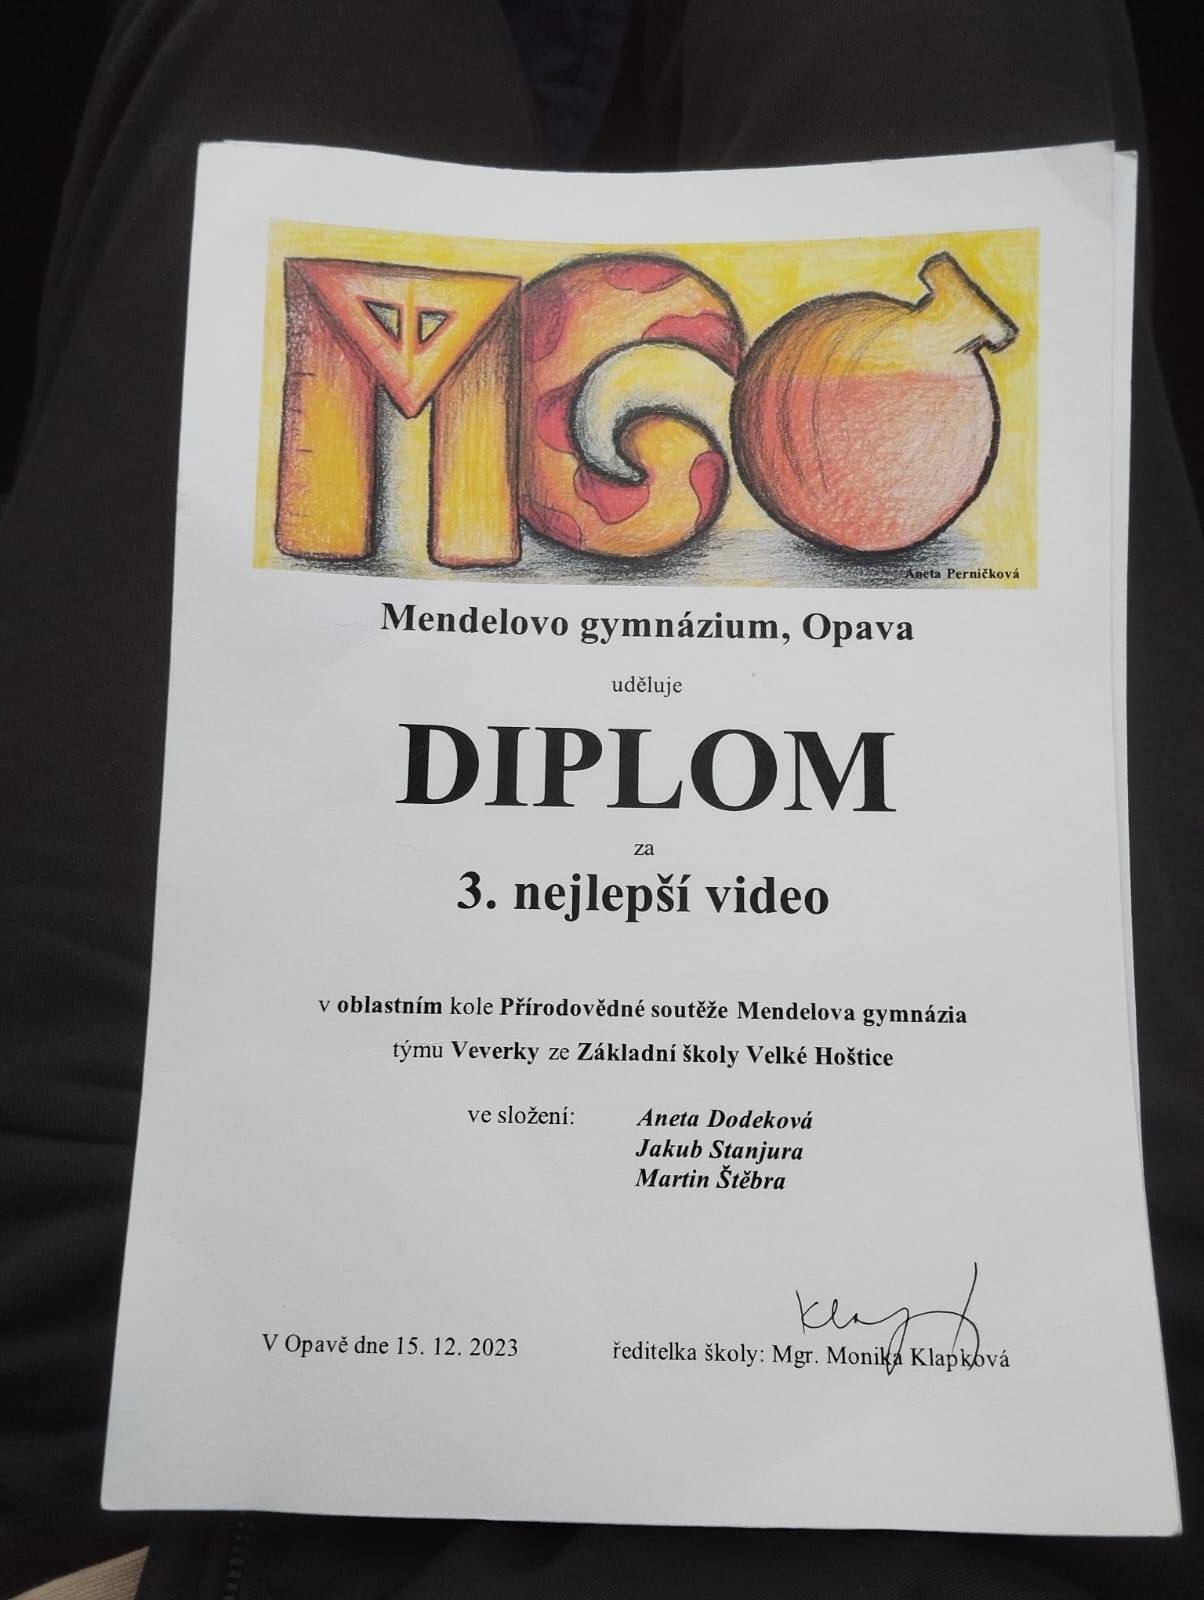 MGO
Aneta Perničková
Mendelovo gymnázium, Opava
uděluje
DIPLOM
za
3. nejlepší video
v oblastním kole Přírodovědné soutěže Mendelova gymnázia
týmu Veverky ze Základní školy Velké Hoštice
ve složení: Aneta Dodeková
Jakub Stanjura
Martin Štěbra
V Opavě dne 15. 12. 2023
ředitelka školy: Mgr. Monika Klapková